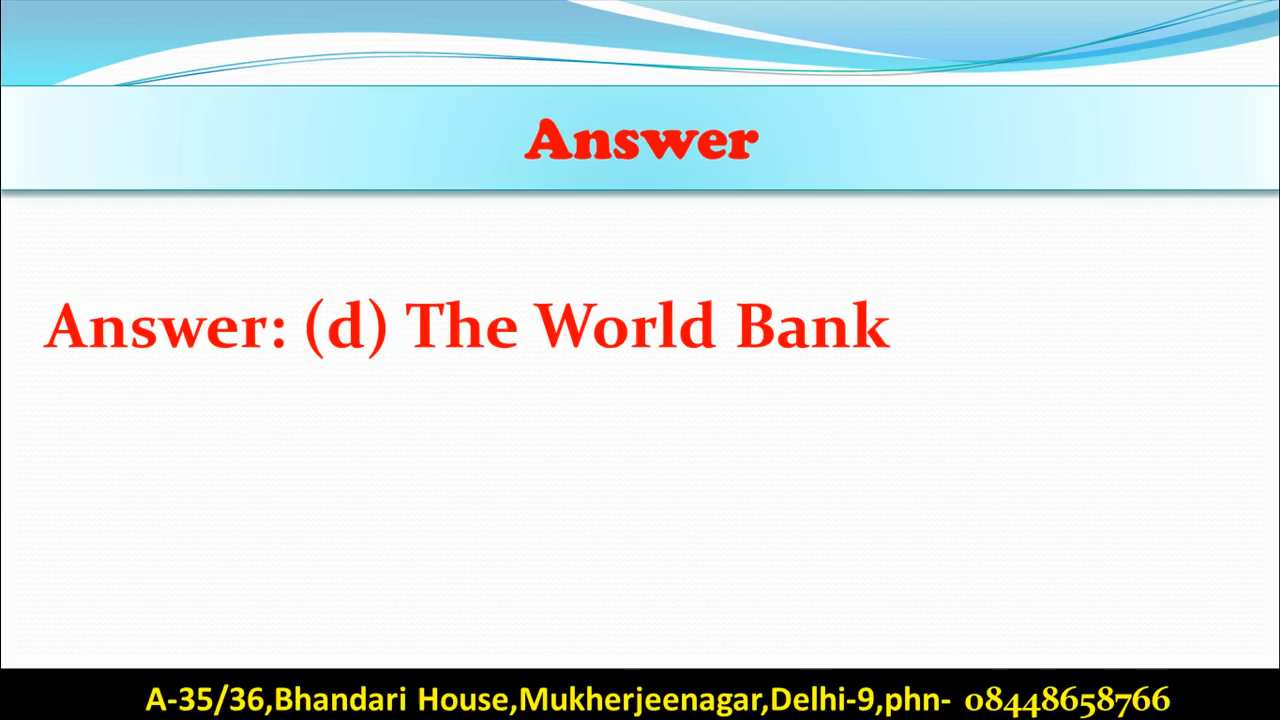 Answer
Answer: (d) The World Bank
A-35/36,Bhandari House,Mukherjeenagar,Delhi-9,phn- 08448658766